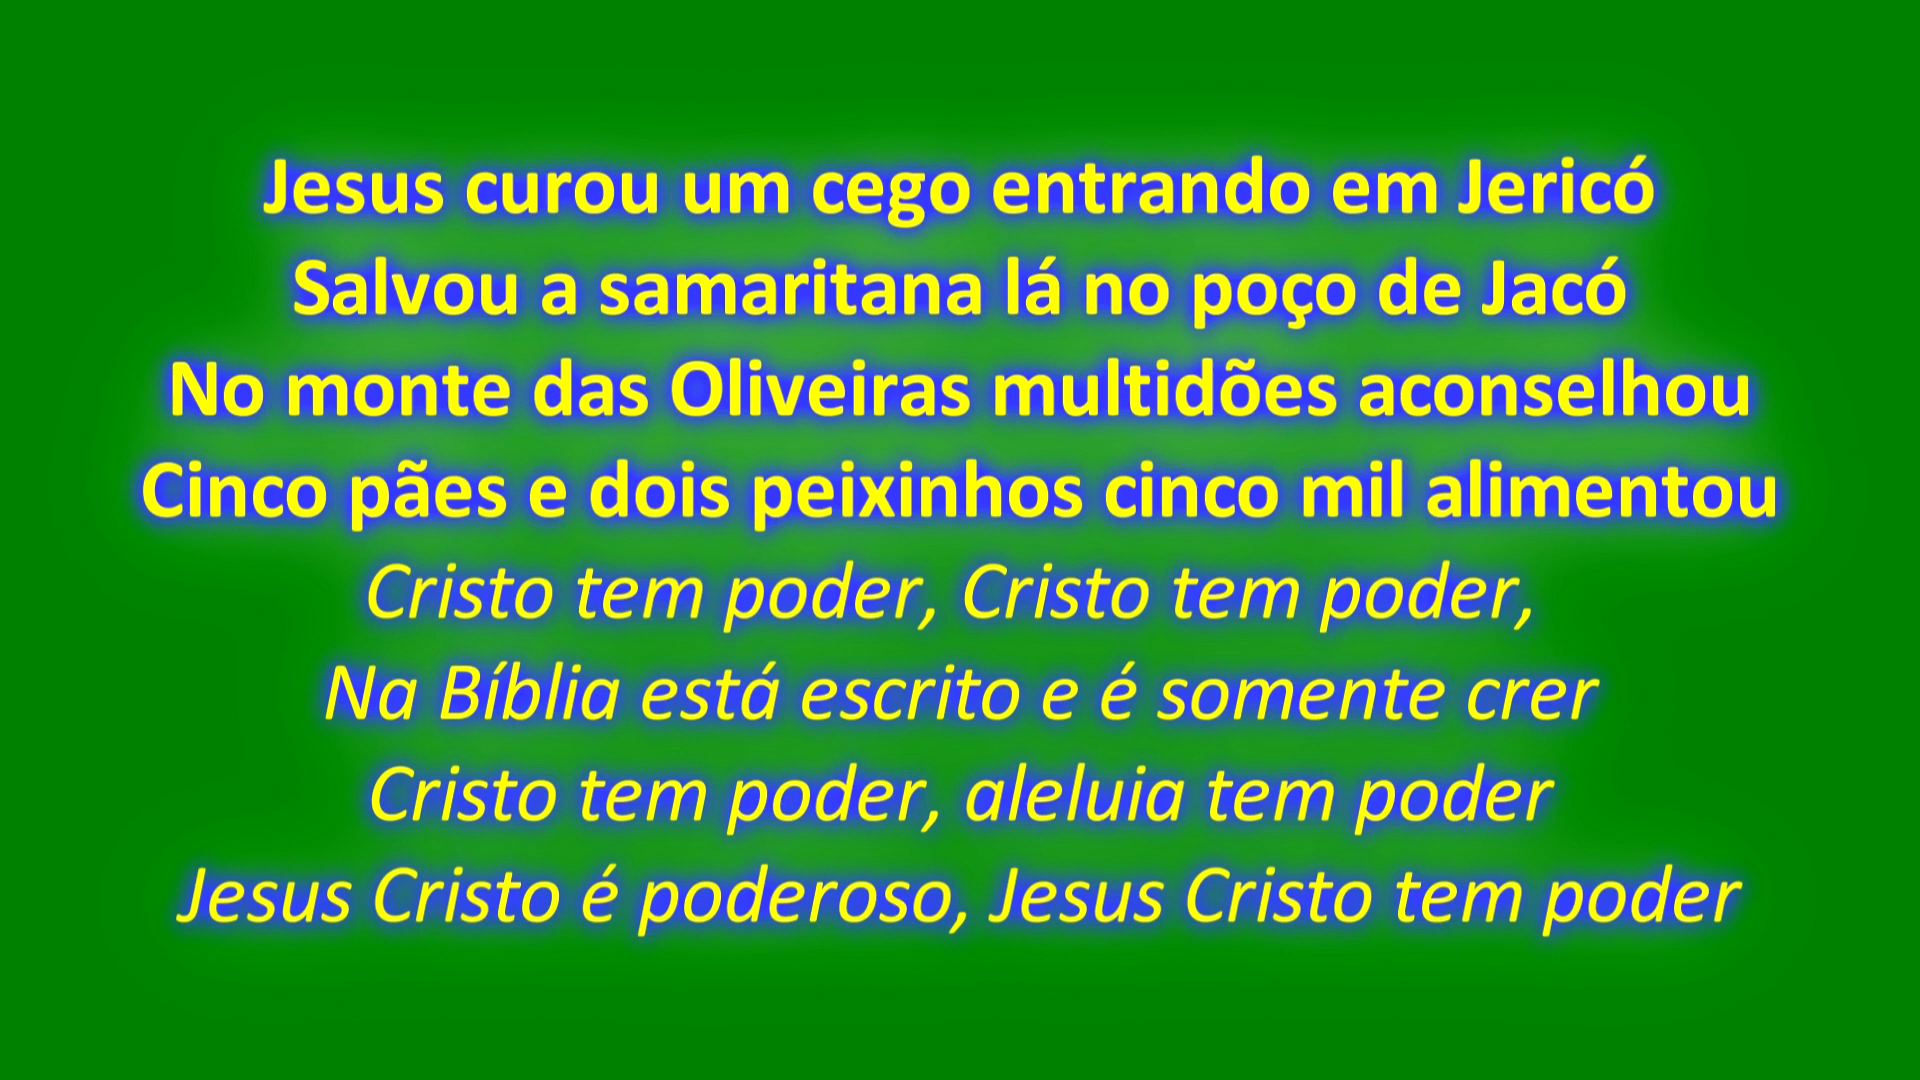 Jesus curou um cego entrando em Jericó
Salvou a samaritana lá no poço de Jacó
No monte das Oliveiras multidões aconselhou
Cinco pães e dois peixinhos cinco mil alimentou
Cristo tem poder, Cristo tem poder,
Na Bíblia está escrito e é somente crer
Cristo tem poder, aleluia tem poder
Jesus Cristo é poderoso, Jesus Cristo tem poder